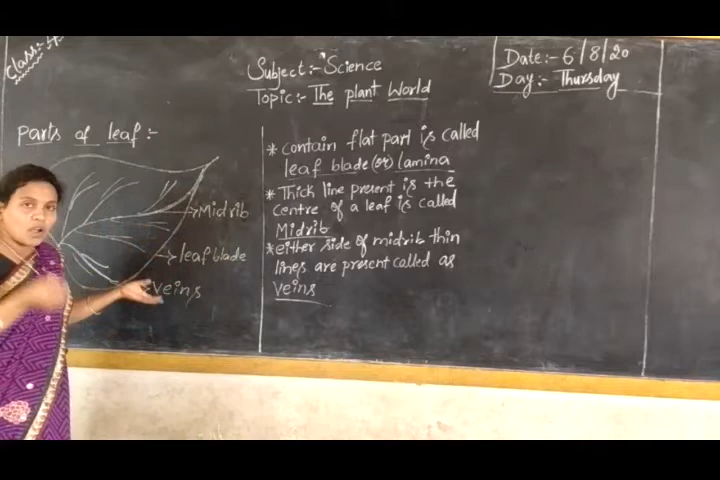 Class:- 4
Subject:- Science
Topic:- The plant World
Date:- 6/8/20
Day:- Thursday
parts of leaf:-
Midrib
leaf blade
veins
* contain flat part is called
leaf blade (or) lamina
* Thick line present is the
centre of a leaf is called
Midrib
* either side of midrib thin
lines are present called as
veins